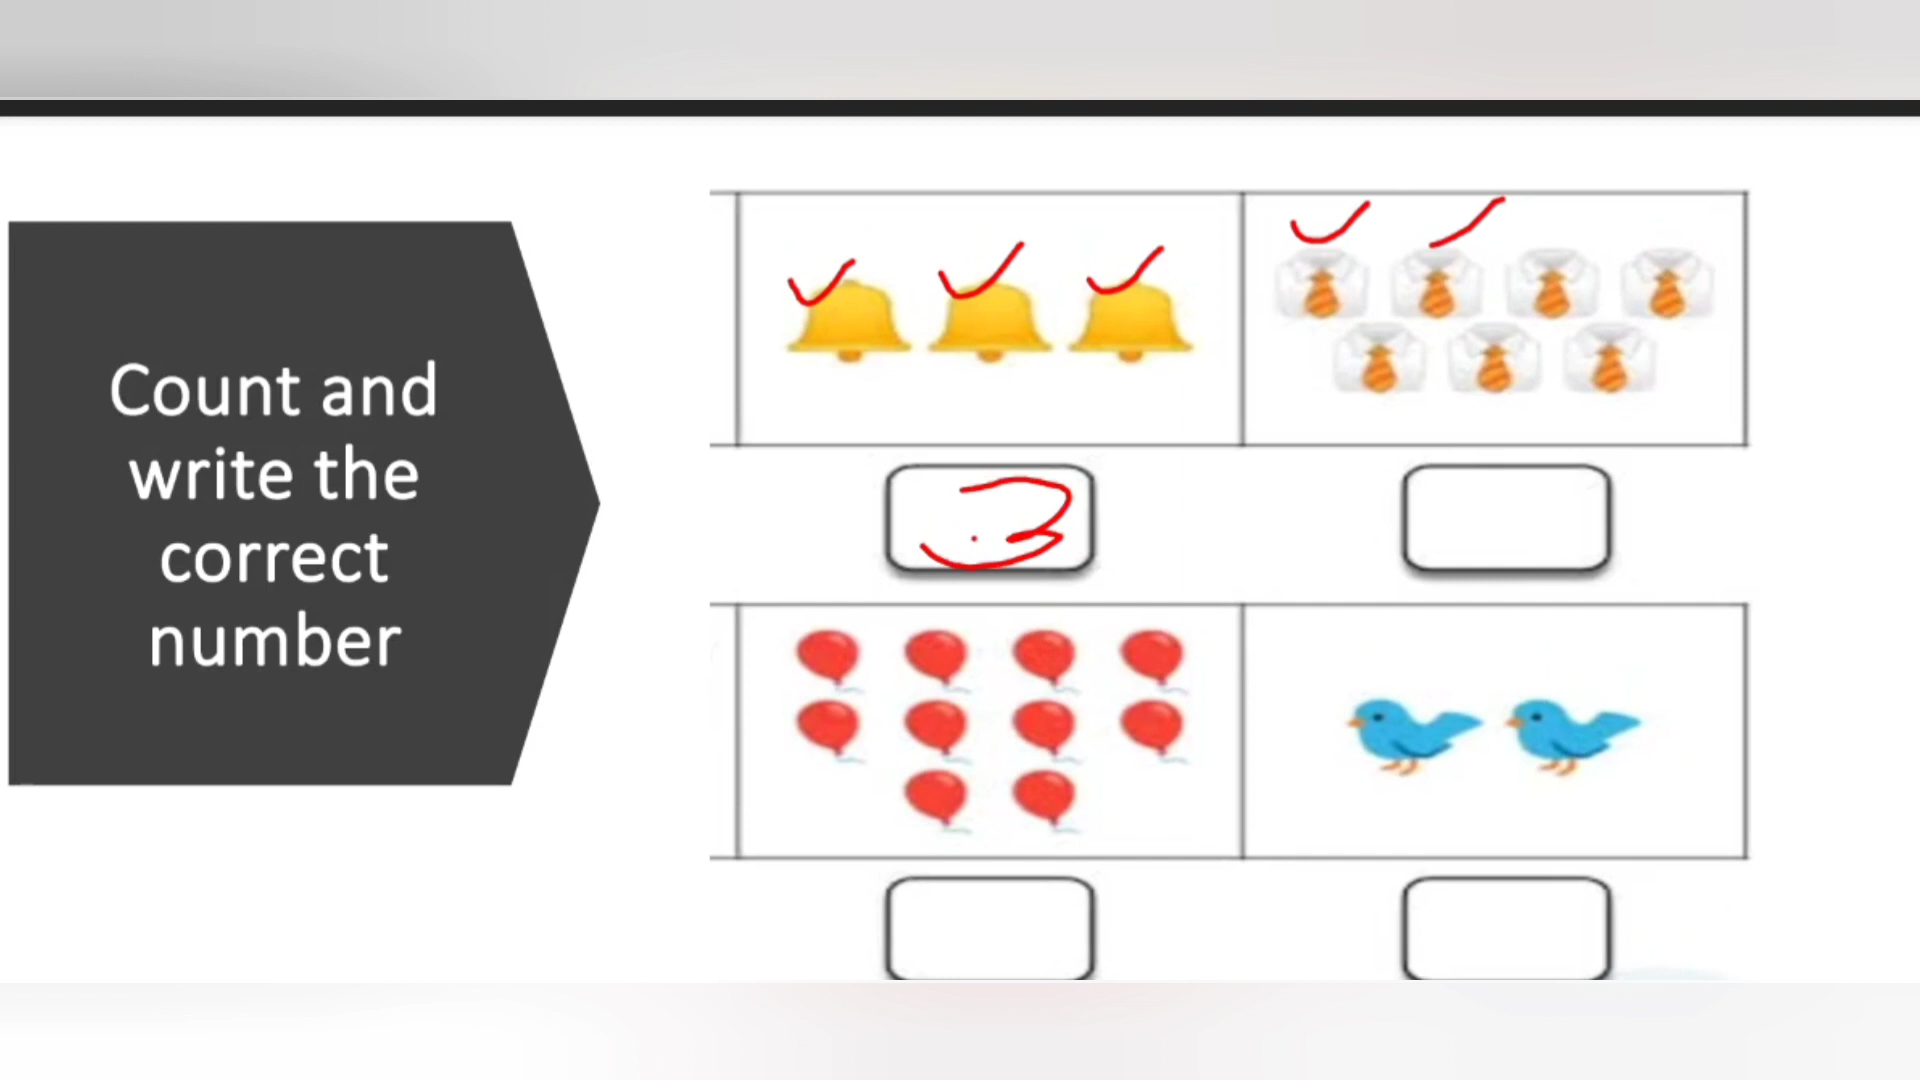 Count and
write the
correct
number
3